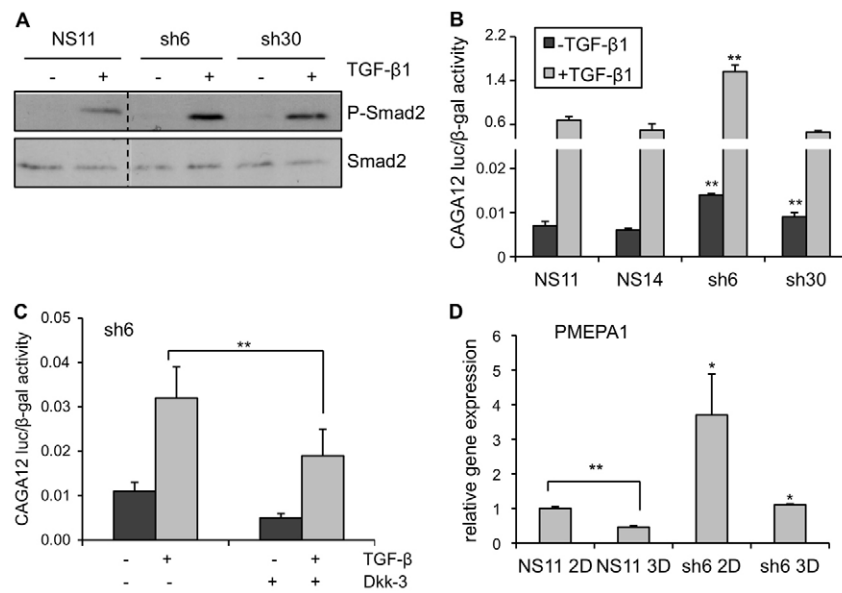 A
NS11 sh6 sh30
- + - + - + TGF-β1
P-Smad2
Smad2
B
CAGA12 luc/β-gal activity
2.2
1.4
0.6
0.02
0.01
0
-TGF-β1
+TGF-β1
**
**
**
NS11 NS14 sh6 sh30
C
sh6
CAGA12 luc/β-gal activity
0.05
0.04
0.03
0.02
0.01
0.00
**
- + - + TGF-β
- - + + Dkk-3
D
PMEPA1
relative gene expression
6
5
4
3
2
1
0
**
*
*
NS11 2D NS11 3D sh6 2D sh6 3D